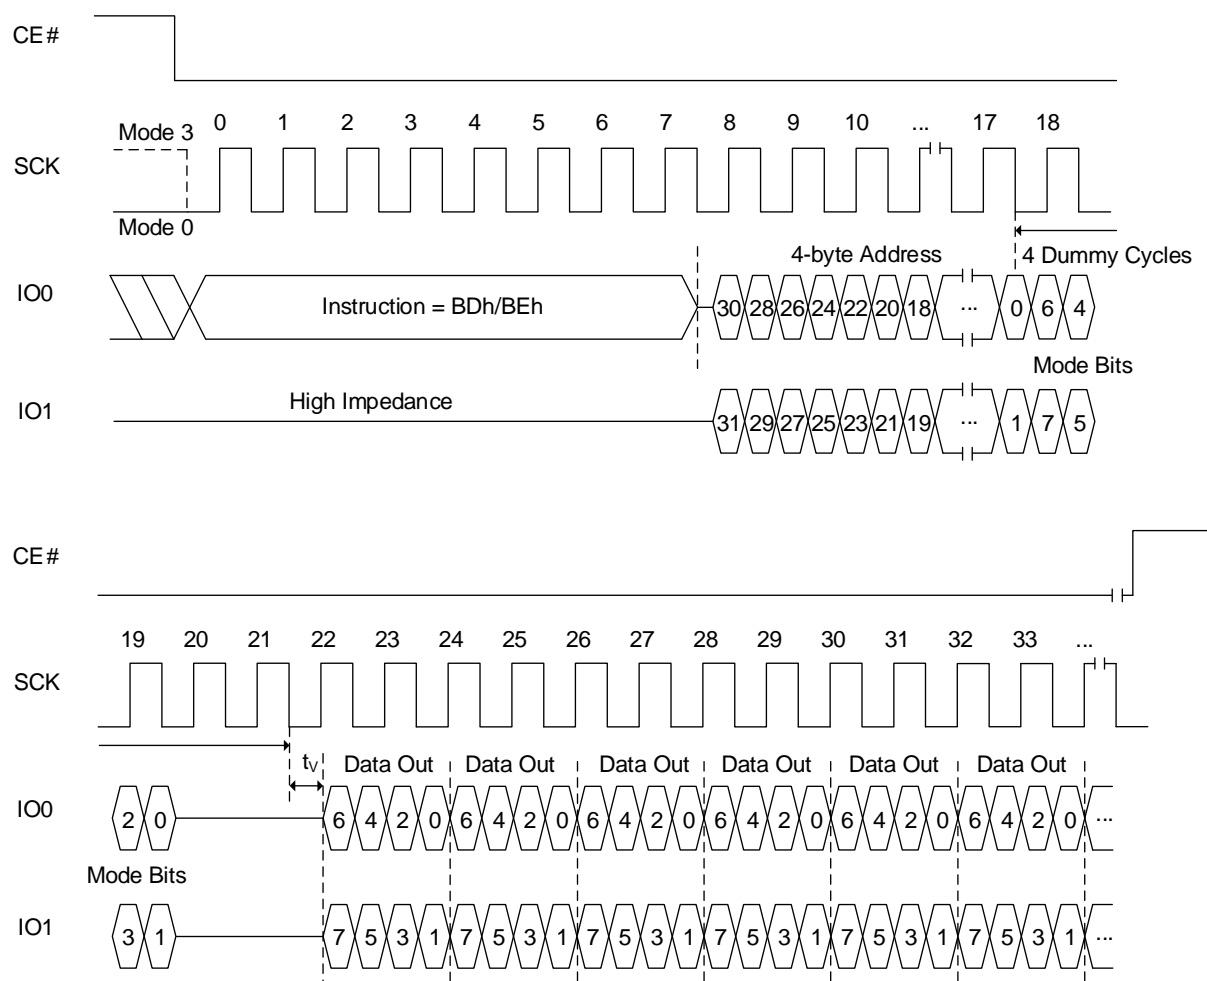 CE#
0 1 2 3 4 5 6 7 8 9 10 ... 17 18
Mode 3
SCK
Mode 0
4-byte Address 4 Dummy Cycles
IO0 Instruction = BDh/BEh 30 28 26 24 22 20 18 ... 0 6 4
Mode Bits
IO1 High Impedance 31 29 27 25 23 21 19 ... 1 7 5
CE#
19 20 21 22 23 24 25 26 27 28 29 30 31 32 33 ...
SCK
tV Data Out Data Out Data Out Data Out Data Out Data Out
IO0 2 0 6 4 2 0 6 4 2 0 6 4 2 0 6 4 2 0 6 4 2 0 6 4 2 0 ...
Mode Bits
IO1 3 1 7 5 3 1 7 5 3 1 7 5 3 1 7 5 3 1 7 5 3 1 7 5 3 1 ...